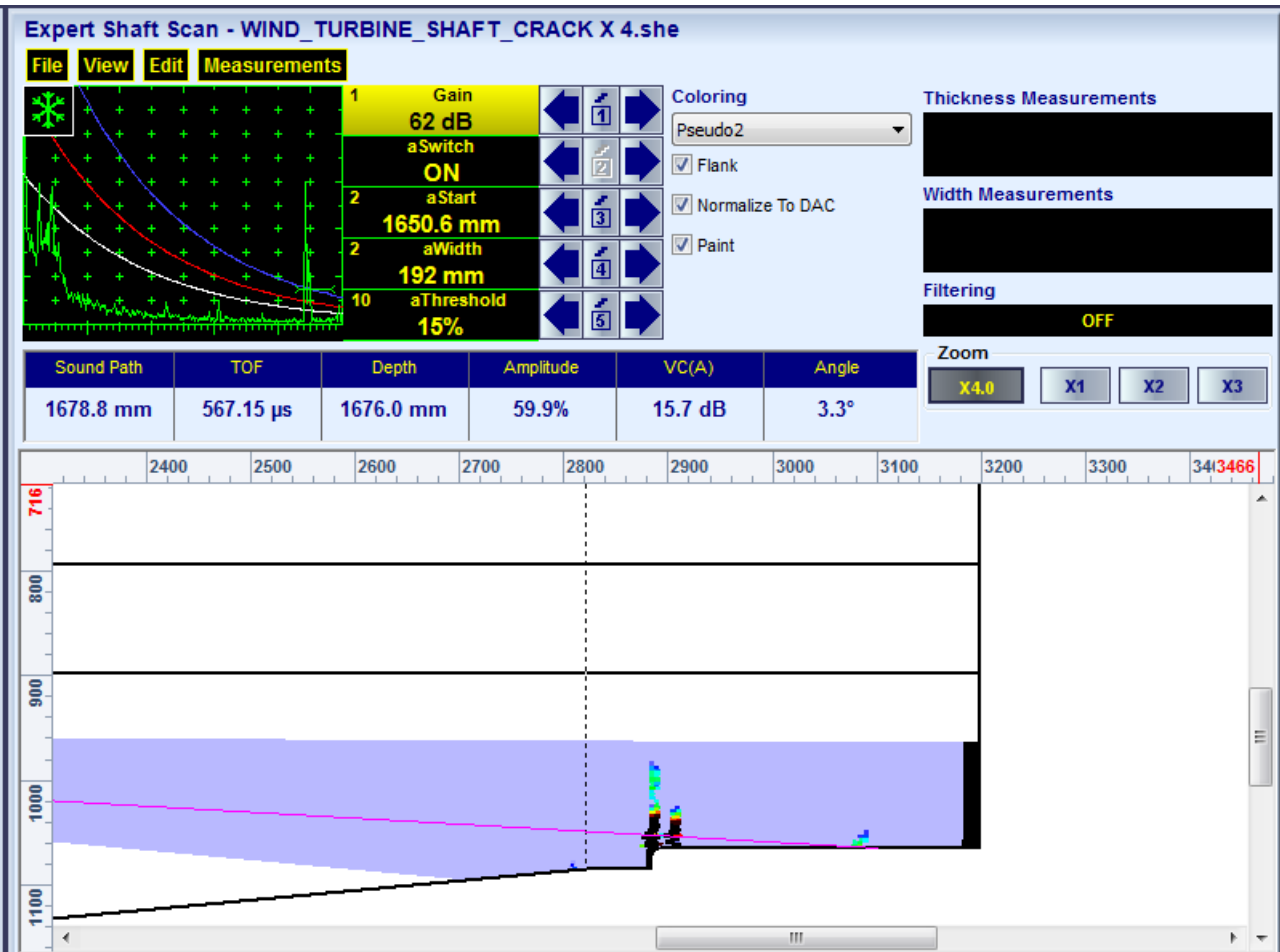 Expert Shaft Scan - WIND_TURBINE_SHAFT_CRACK X 4.she
File View Edit Measurements
1 Gain
62 dB
1
aSwitch
ON
2
2 aStart
1650.6 mm
3
2 aWidth
192 mm
4
10 aThreshold
15%
5
Coloring
Pseudo2
Flank
Normalize To DAC
Paint
Thickness Measurements
Width Measurements
Filtering
OFF
Zoom
X4.0 X1 X2 X3
Sound Path TOF Depth Amplitude VC(A) Angle
1678.8 mm 567.15 µs 1676.0 mm 59.9% 15.7 dB 3.3°
2400 2500 2600 2700 2800 2900 3000 3100 3200 3300 34 3466
716
800
900
1000
1100